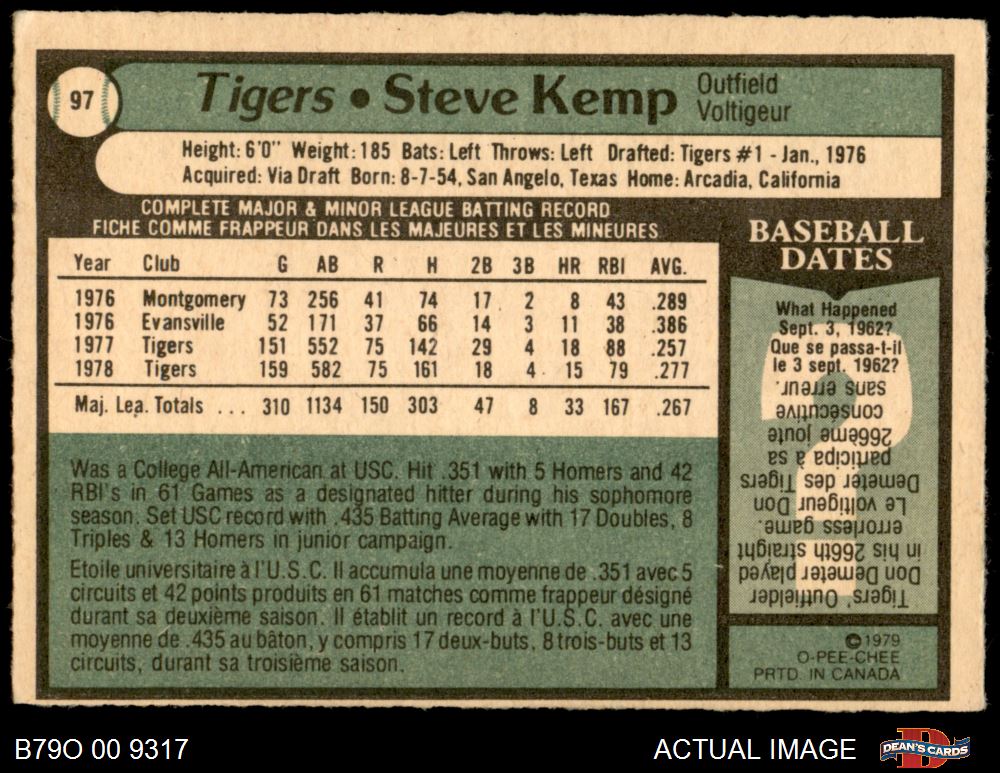 97
Tigers • Steve Kemp
Outfield
Voltigeur
Height: 6'0" Weight: 185 Bats: Left Throws: Left Drafted: Tigers #1 - Jan., 1976
Acquired: Via Draft Born: 8-7-54, San Angelo, Texas Home: Arcadia, California
COMPLETE MAJOR & MINOR LEAGUE BATTING RECORD
FICHE COMME FRAPPEUR DANS LES MAJEURES ET LES MINEURES
Year Club G AB R H 2B 3B HR RBI AVG.
1976 Montgomery 73 256 41 74 17 2 8 43 .289
1976 Evansville 52 171 37 66 14 3 11 38 .386
1977 Tigers 151 552 75 142 29 4 18 88 .257
1978 Tigers 159 582 75 161 18 4 15 79 .277
Maj. Lea. Totals ... 310 1134 150 303 47 8 33 167 .267
Was a College All-American at USC. Hit .351 with 5 Homers and 42
RBI's in 61 Games as a designated hitter during his sophomore
season. Set USC record with .435 Batting Average with 17 Doubles, 8
Triples & 13 Homers in junior campaign.
Etoile universitaire à l'U.S.C. Il accumula une moyenne de .351 avec 5
circuits et 42 points produits en 61 matches comme frappeur désigné
durant sa deuxième saison. Il établit un record à l'U.S.C. avec une
moyenne de .435 au bâton, y compris 17 deux-buts, 8 trois-buts et 13
circuits, durant sa troisième saison.
BASEBALL
DATES
What Happened
Sept. 3, 1962?
Que se passa-t-il
le 3 sept. 1962?
Tigers' Outfielder
Don Demeter played
in his 266th straight
errorless game.
Le voltigeur Don
Demeter des Tigers
participa à sa
266ème joute
consécutive
sans erreur.
©1979
O-PEE-CHEE
PRTD. IN CANADA
B79O 00 9317
ACTUAL IMAGE
DEAN'S CARDS